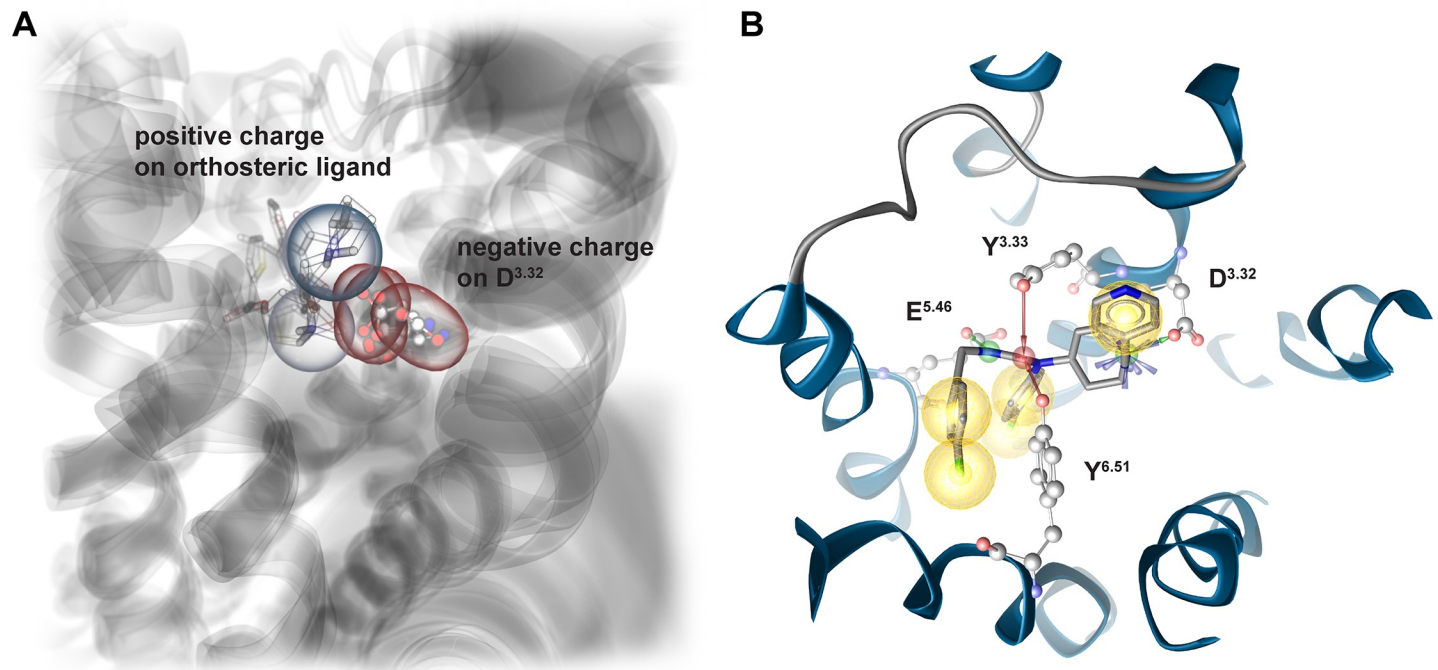 A
positive charge
on orthosteric ligand
negative charge
on D3.32
B
Y3.33
D3.32
E5.46
Y6.51